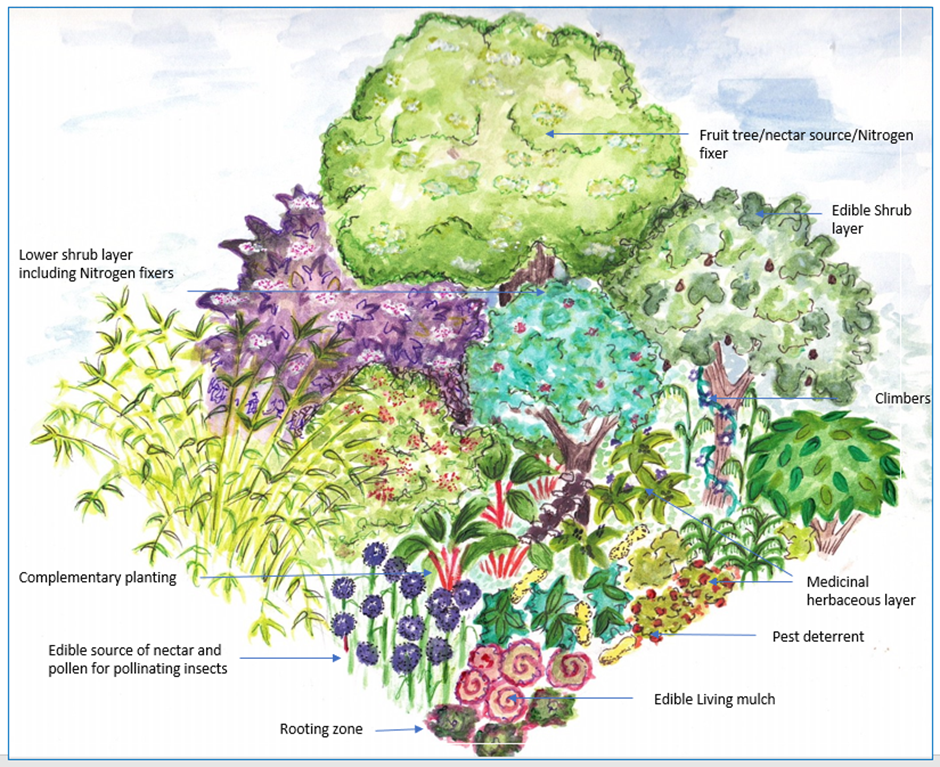 Fruit tree/nectar source/Nitrogen
fixer
Edible Shrub
layer
Lower shrub layer
including Nitrogen fixers
Climbers
Complementary planting
Medicinal
herbaceous layer
Pest deterrent
Edible source of nectar and
pollen for pollinating insects
Edible Living mulch
Rooting zone